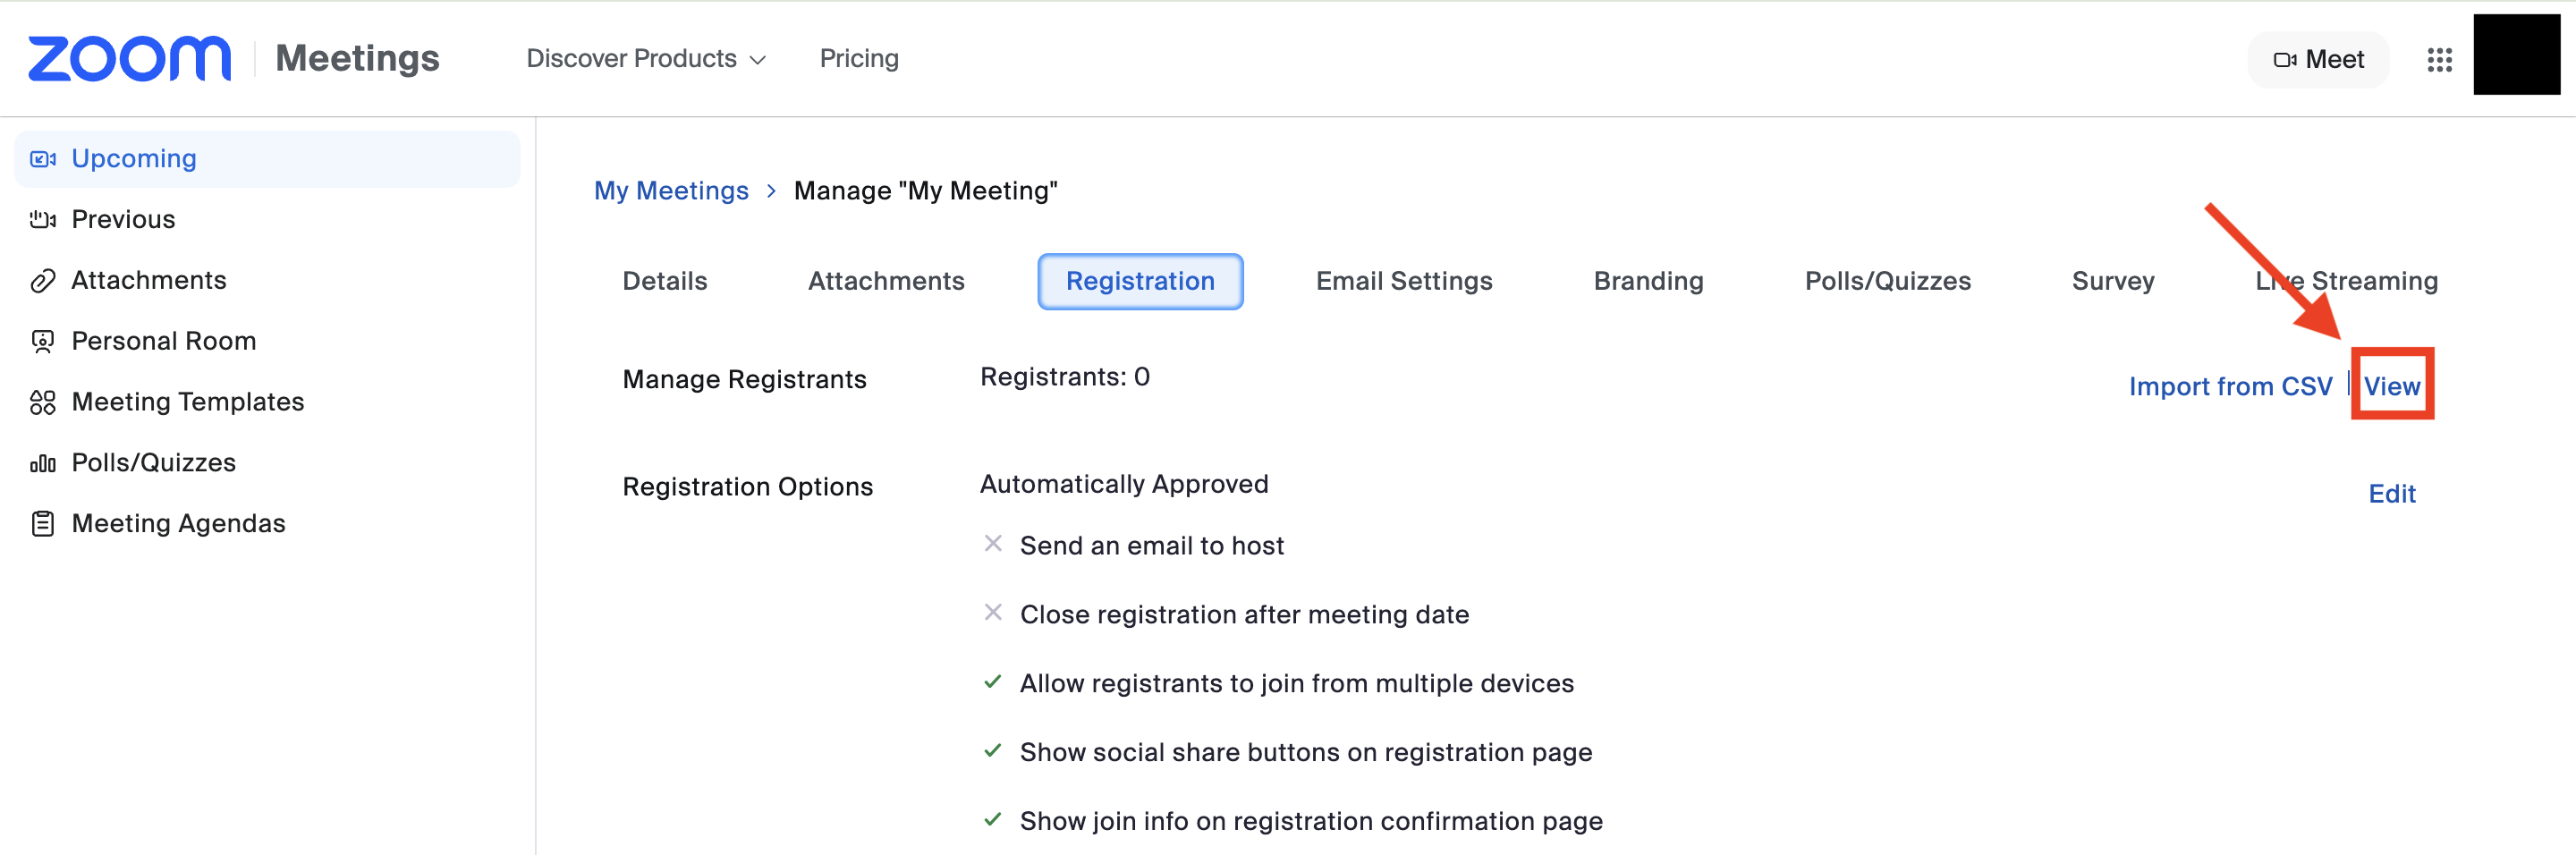 zoom Meetings Discover Products Pricing Meet
Upcoming
Previous
Attachments
Personal Room
Meeting Templates
Polls/Quizzes
Meeting Agendas
My Meetings > Manage "My Meeting"
Details Attachments Registration Email Settings Branding Polls/Quizzes Survey Live Streaming
Manage Registrants Registrants: 0 Import from CSV | View
Registration Options Automatically Approved Edit
Send an email to host
Close registration after meeting date
Allow registrants to join from multiple devices
Show social share buttons on registration page
Show join info on registration confirmation page